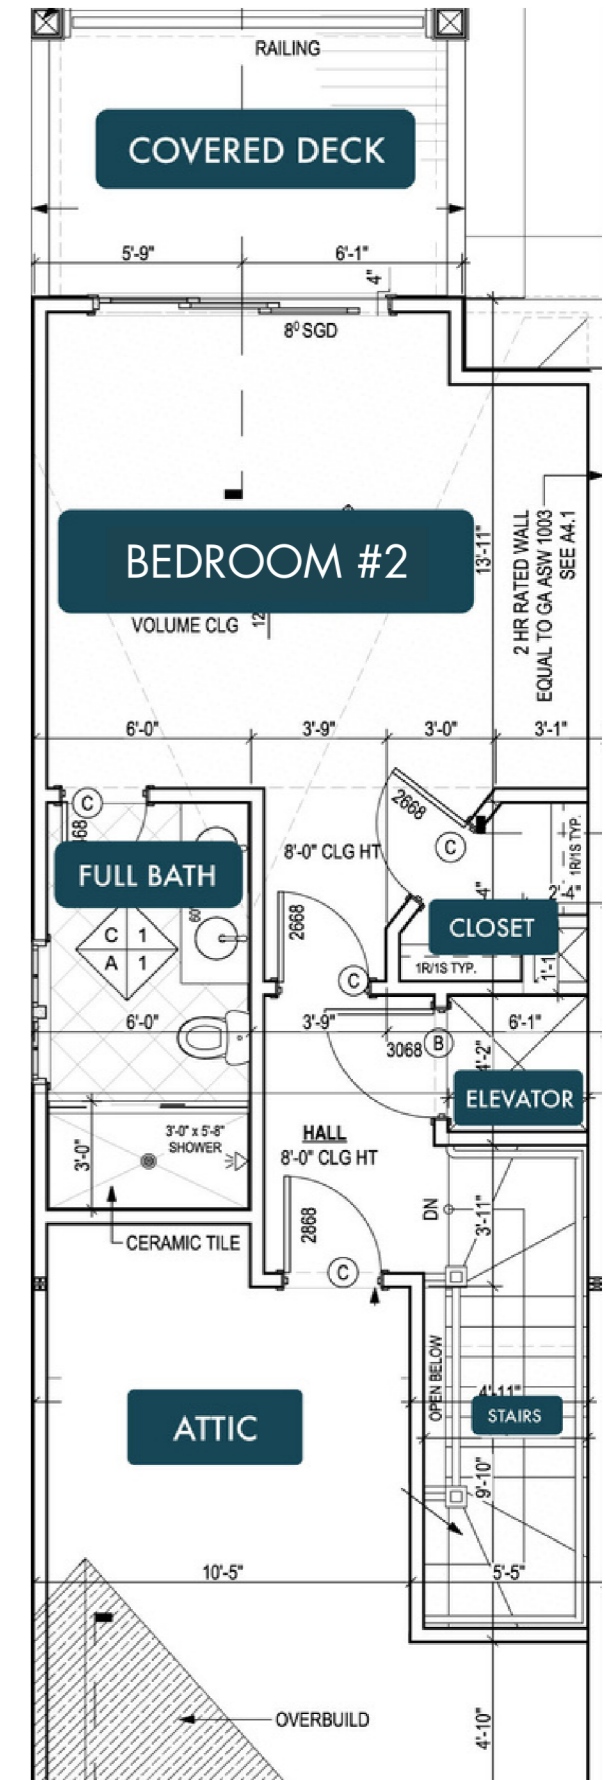 RAILING
COVERED DECK
5'-9"
6'-1"
4"
8⁰ SGD
BEDROOM #2
13'-11"
2 HR RATED WALL
EQUAL TO GA ASW 1003
SEE A4.1
VOLUME CLG
12
6'-0"
3'-9"
3'-0"
3'-1"
C
2668
C
8'-0" CLG HT
1R/1S TYP.
FULL BATH
2'-4"
CLOSET
2668
C 1
A 1
1R/1S TYP.
C
6'-0"
3'-9"
6'-1"
3068
B
4'-2"
ELEVATOR
HALL
8'-0" CLG HT
3'-0" x 5'-8"
SHOWER
3'-0"
CERAMIC TILE
2868
DN
3'-11"
C
OPEN BELOW
4'-11"
ATTIC
STAIRS
9'-10"
10'-5"
5'-5"
OVERBUILD
4'-10"